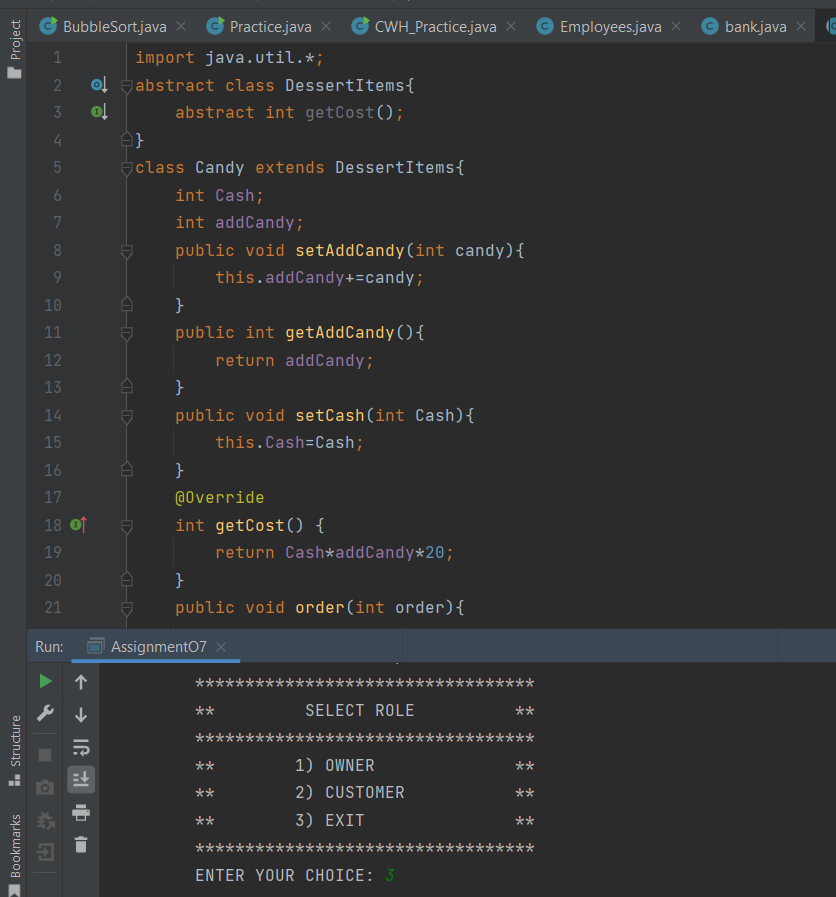 Project
BubbleSort.java
Practice.java
CWH_Practice.java
Employees.java
bank.java
1 import java.util.*;
2 abstract class DessertItems{
3 abstract int getCost();
4 }
5 class Candy extends DessertItems{
6 int Cash;
7 int addCandy;
8 public void setAddCandy(int candy){
9 this.addCandy+=candy;
10 }
11 public int getAddCandy(){
12 return addCandy;
13 }
14 public void setCash(int Cash){
15 this.Cash=Cash;
16 }
17 @Override
18 int getCost() {
19 return Cash*addCandy*20;
20 }
21 public void order(int order){
Run: AssignmentO7
**********************************
** SELECT ROLE **
**********************************
** 1) OWNER **
** 2) CUSTOMER **
** 3) EXIT **
**********************************
ENTER YOUR CHOICE: 3
Structure
Bookmarks